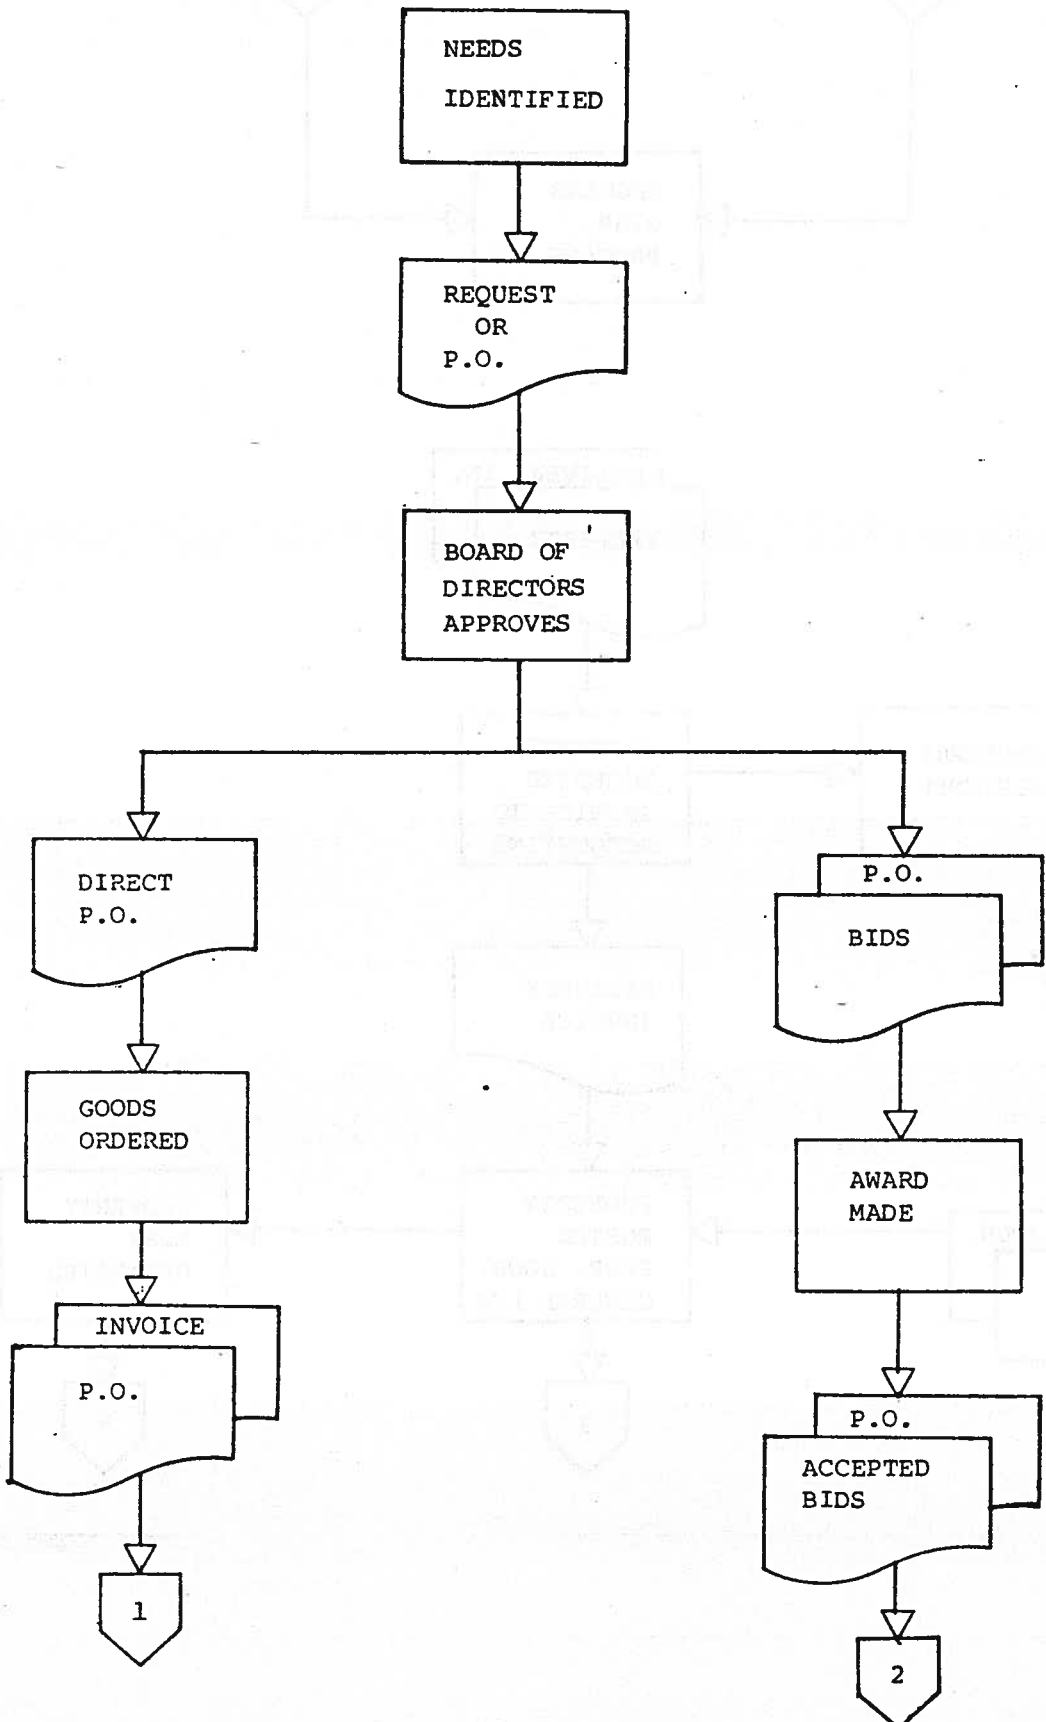 NEEDS
IDENTIFIED
REQUEST
OR
P.O.
BOARD OF
DIRECTORS
APPROVES
DIRECT
P.O.
GOODS
ORDERED
INVOICE
P.O.
1
P.O.
BIDS
AWARD
MADE
P.O.
ACCEPTED
BIDS
2